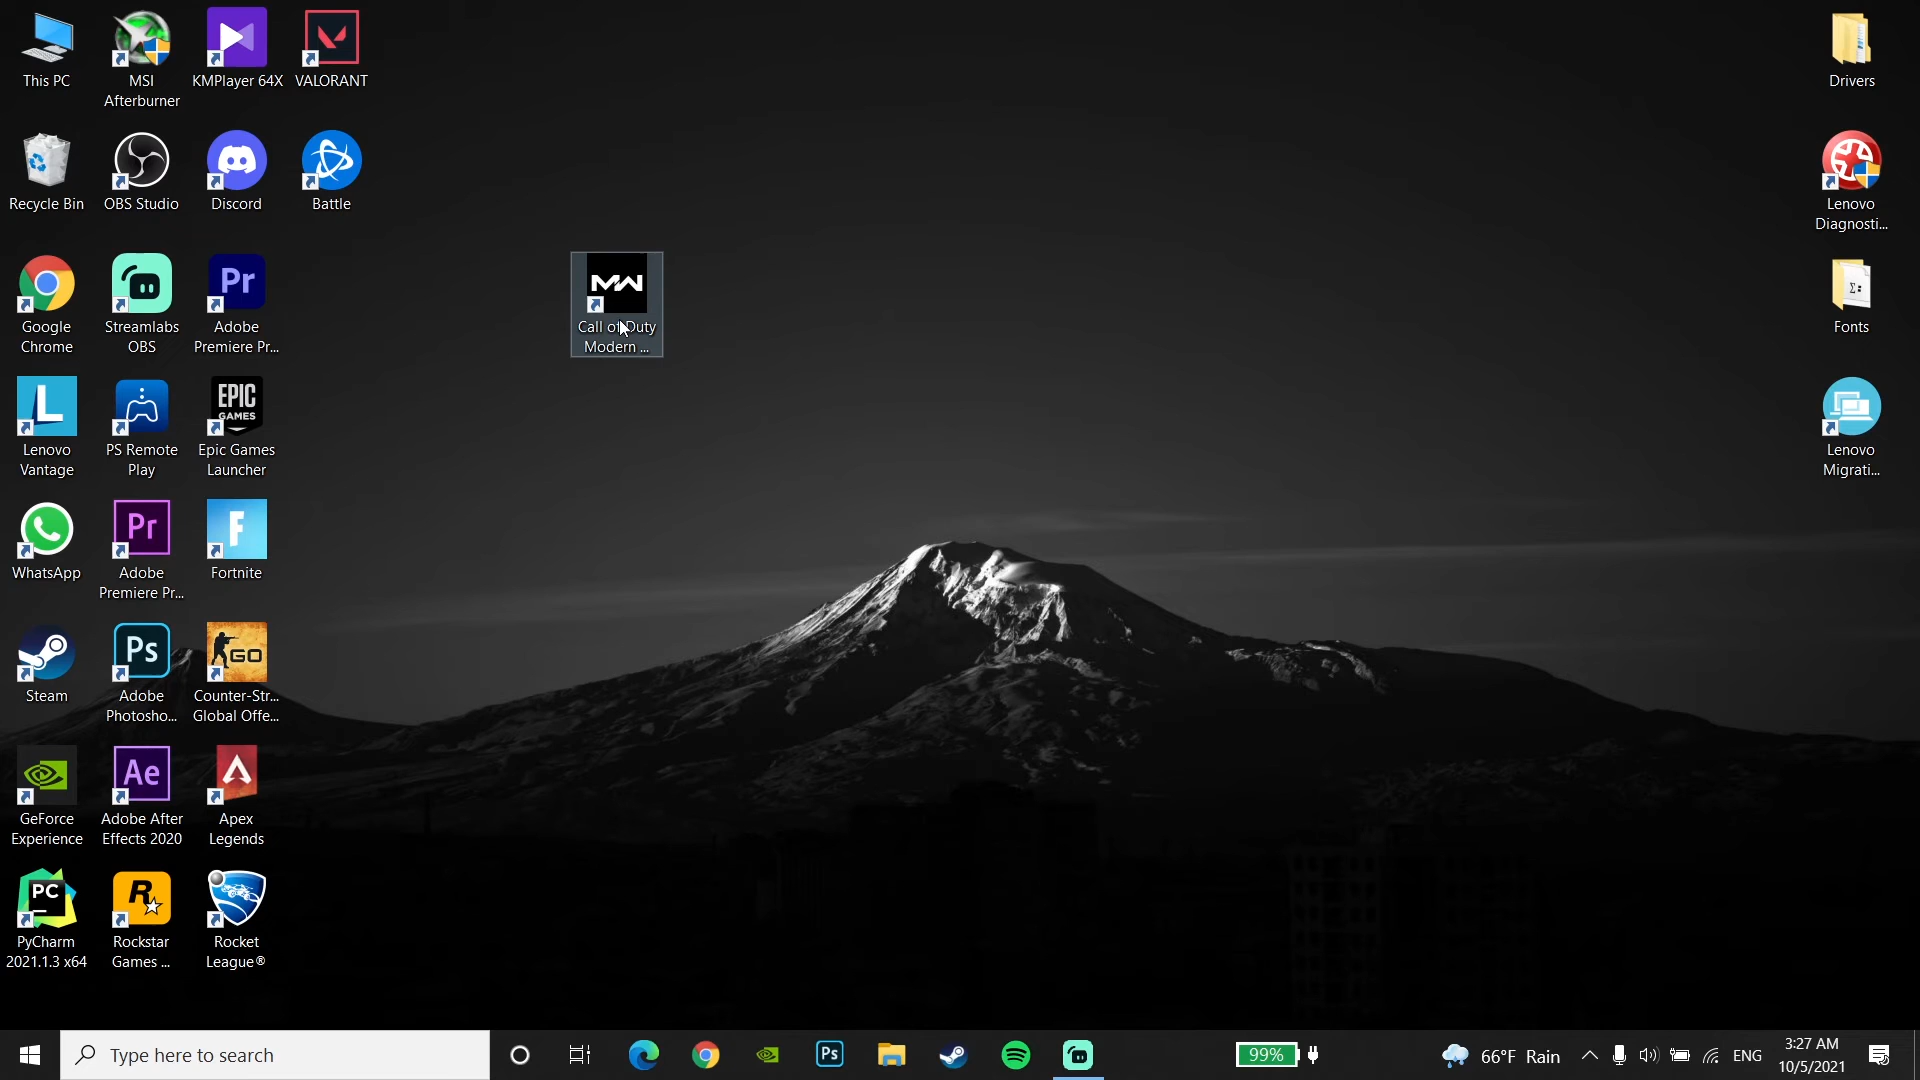 This PC
MSI
Afterburner
KMPlayer 64X
VALORANT
Recycle Bin
OBS Studio
Discord
Battle
Google
Chrome
Streamlabs
OBS
Pr
Adobe
Premiere Pr...
MW
Call of Duty
Modern ...
L
Lenovo
Vantage
PS Remote
Play
EPIC
GAMES
Epic Games
Launcher
WhatsApp
Pr
Adobe
Premiere Pr...
F
Fortnite
Steam
Ps
Adobe
Photosho...
GO
Counter-Str...
Global Offe...
GeForce
Experience
Ae
Adobe After
Effects 2020
Apex
Legends
PC
PyCharm
2021.1.3 x64
R
Rockstar
Games ...
Rocket
League®
Drivers
Lenovo
Diagnosti...
Fonts
Lenovo
Migrati...
Type here to search
Ps
99%
66°F Rain
ENG
3:27 AM
10/5/2021